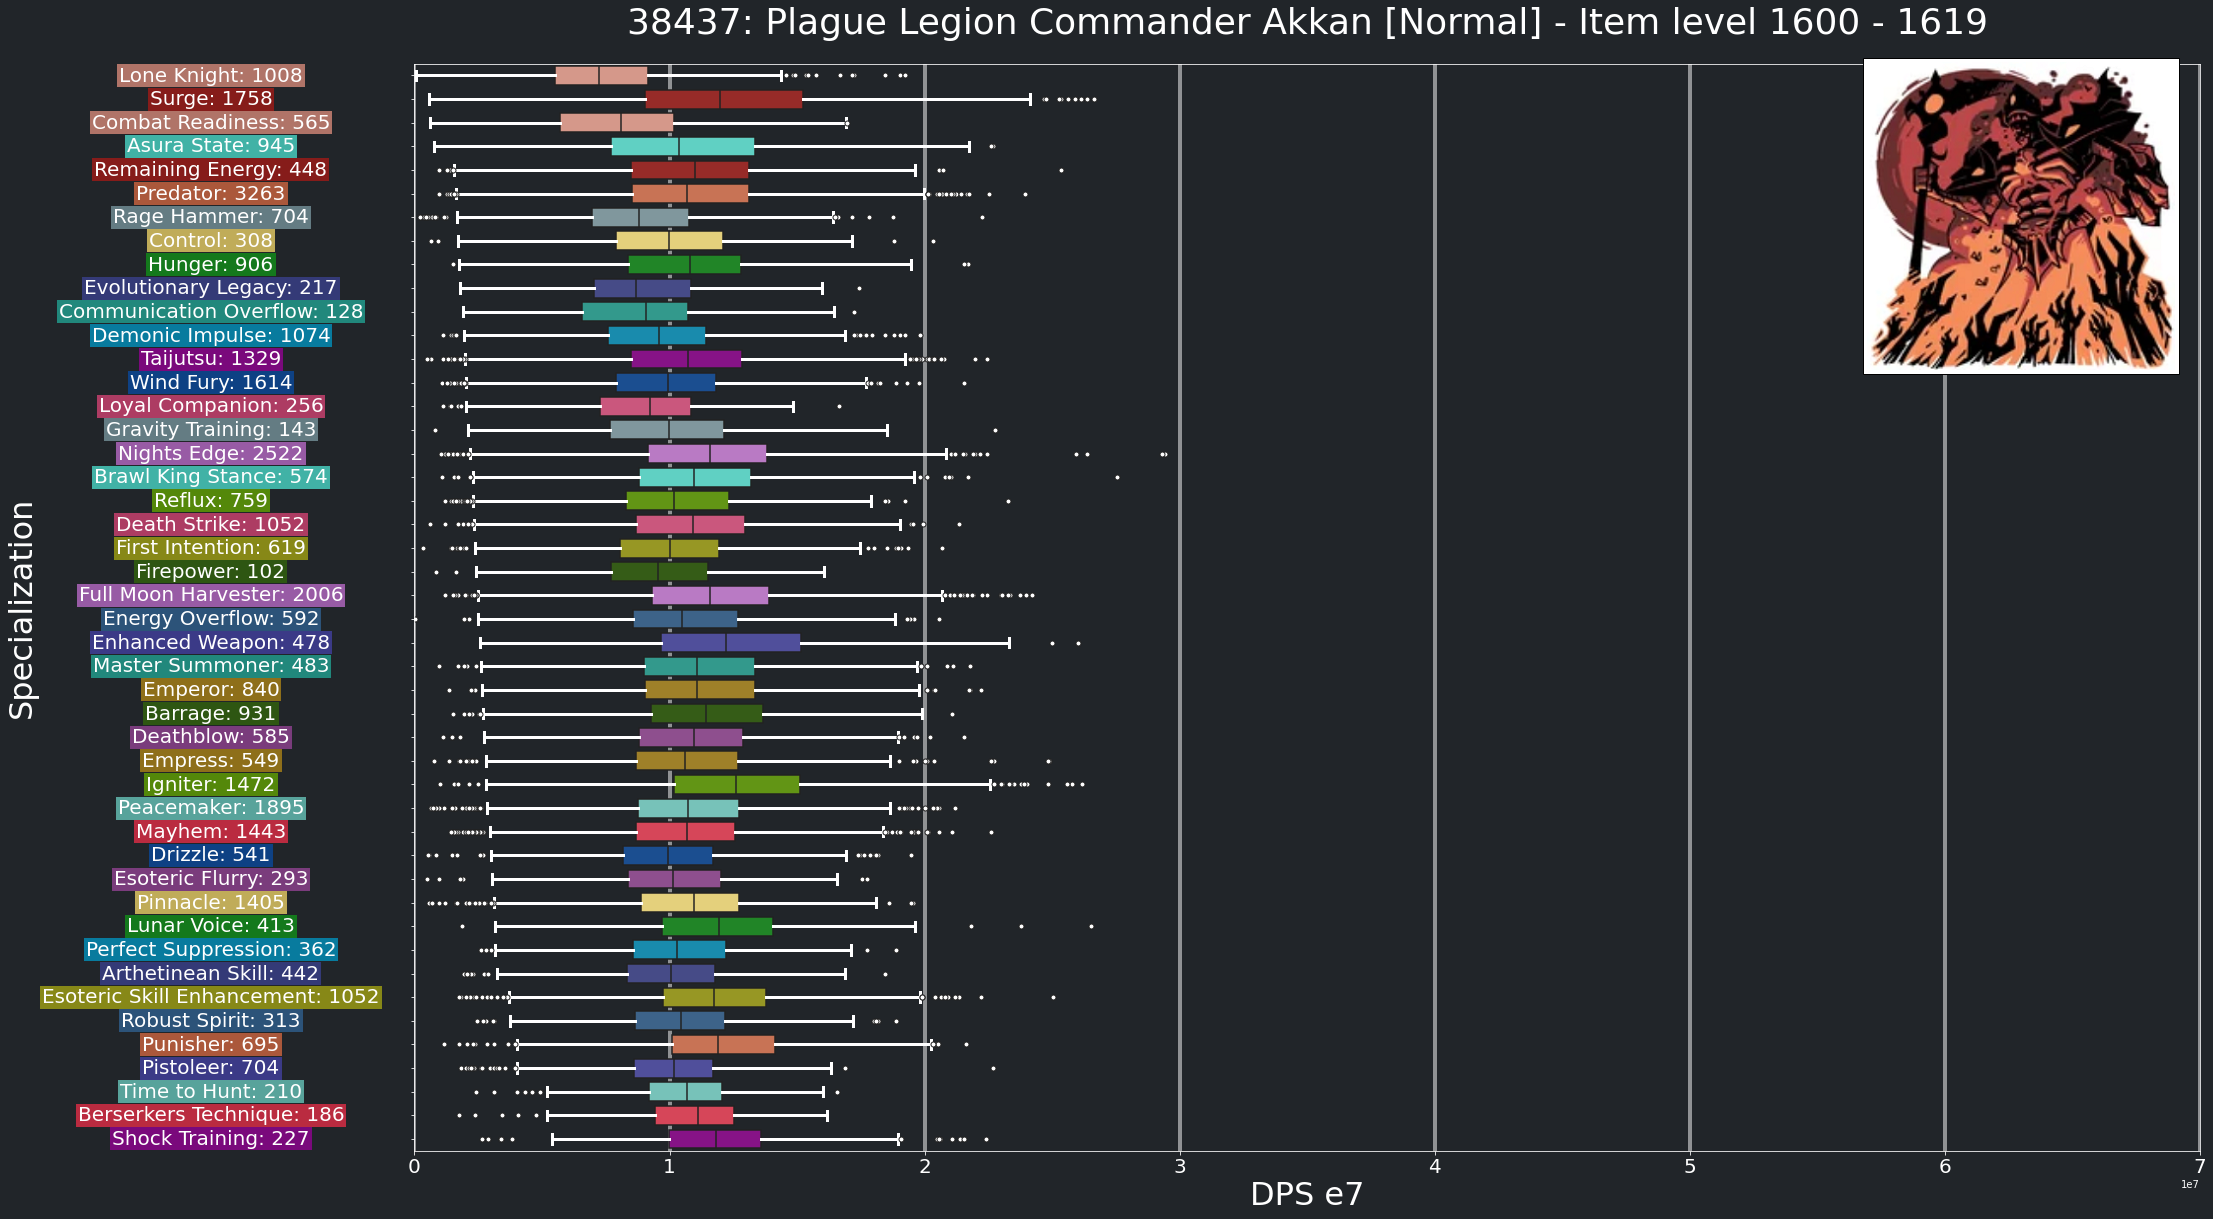 38437: Plague Legion Commander Akkan [Normal] - Item level 1600 - 1619
Lone Knight: 1008
Surge: 1758
Combat Readiness: 565
Asura State: 945
Remaining Energy: 448
Predator: 3263
Rage Hammer: 704
Control: 308
Hunger: 906
Evolutionary Legacy: 217
Communication Overflow: 128
Demonic Impulse: 1074
Taijutsu: 1329
Wind Fury: 1614
Loyal Companion: 256
Gravity Training: 143
Nights Edge: 2522
Brawl King Stance: 574
Reflux: 759
Death Strike: 1052
First Intention: 619
Firepower: 102
Full Moon Harvester: 2006
Energy Overflow: 592
Enhanced Weapon: 478
Master Summoner: 483
Emperor: 840
Barrage: 931
Deathblow: 585
Empress: 549
Igniter: 1472
Peacemaker: 1895
Mayhem: 1443
Drizzle: 541
Esoteric Flurry: 293
Pinnacle: 1405
Lunar Voice: 413
Perfect Suppression: 362
Arthetinean Skill: 442
Esoteric Skill Enhancement: 1052
Robust Spirit: 313
Punisher: 695
Pistoleer: 704
Time to Hunt: 210
Berserkers Technique: 186
Shock Training: 227
Specialization
0 1 2 3 4 5 6 7
1e7
DPS e7